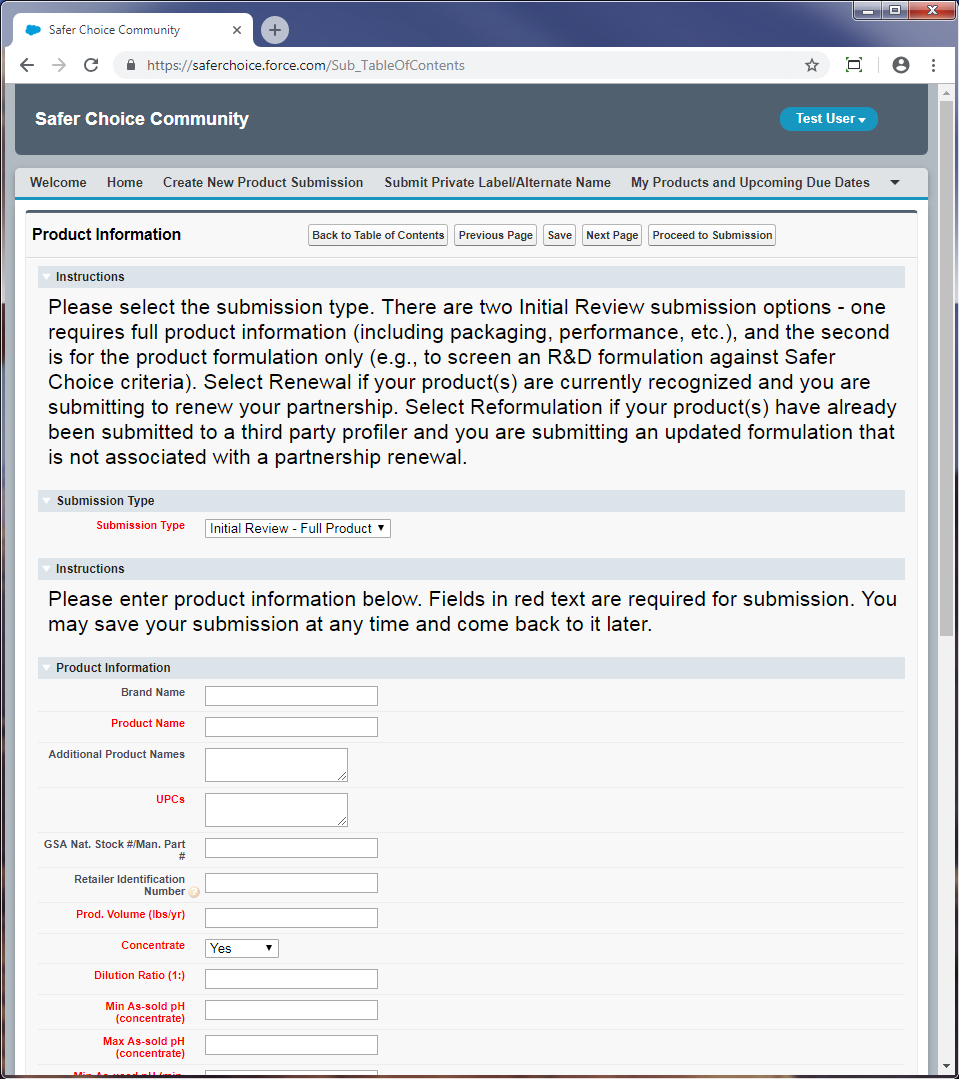 Safer Choice Community
https://saferchoice.force.com/Sub_TableOfContents
Safer Choice Community
Test User
Welcome Home Create New Product Submission Submit Private Label/Alternate Name My Products and Upcoming Due Dates
Product Information
Back to Table of Contents Previous Page Save Next Page Proceed to Submission
Instructions
Please select the submission type. There are two Initial Review submission options - one
requires full product information (including packaging, performance, etc.), and the second
is for the product formulation only (e.g., to screen an R&D formulation against Safer
Choice criteria). Select Renewal if your product(s) are currently recognized and you are
submitting to renew your partnership. Select Reformulation if your product(s) have already
been submitted to a third party profiler and you are submitting an updated formulation that
is not associated with a partnership renewal.
Submission Type
Submission Type Initial Review - Full Product
Instructions
Please enter product information below. Fields in red text are required for submission. You
may save your submission at any time and come back to it later.
Product Information
Brand Name
Product Name
Additional Product Names
UPCs
GSA Nat. Stock #/Man. Part
#
Retailer Identification
Number ?
Prod. Volume (lbs/yr)
Concentrate Yes
Dilution Ratio (1:)
Min As-sold pH
(concentrate)
Max As-sold pH
(concentrate)
Min As-used pH (min